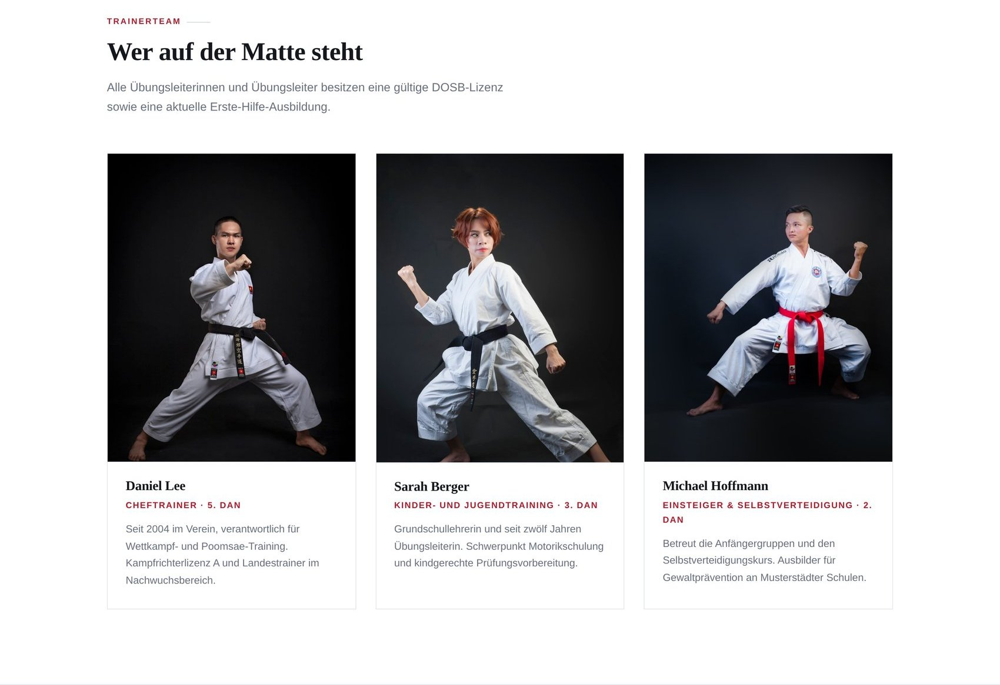 TRAINERTEAM
Wer auf der Matte steht
Alle Übungsleiterinnen und Übungsleiter besitzen eine gültige DOSB-Lizenz
sowie eine aktuelle Erste-Hilfe-Ausbildung.
Daniel Lee
CHEFTRAINER · 5. DAN
Seit 2004 im Verein, verantwortlich für
Wettkampf- und Poomsae-Training.
Kampfrichterlizenz A und Landestrainer im
Nachwuchsbereich.
Sarah Berger
KINDER- UND JUGENDTRAINING · 3. DAN
Grundschullehrerin und seit zwölf Jahren
Übungsleiterin. Schwerpunkt Motorikschulung
und kindgerechte Prüfungsvorbereitung.
Michael Hoffmann
EINSTEIGER & SELBSTVERTEIDIGUNG · 2.
DAN
Betreut die Anfängergruppen und den
Selbstverteidigungskurs. Ausbilder für
Gewaltprävention an Musterstädter Schulen.